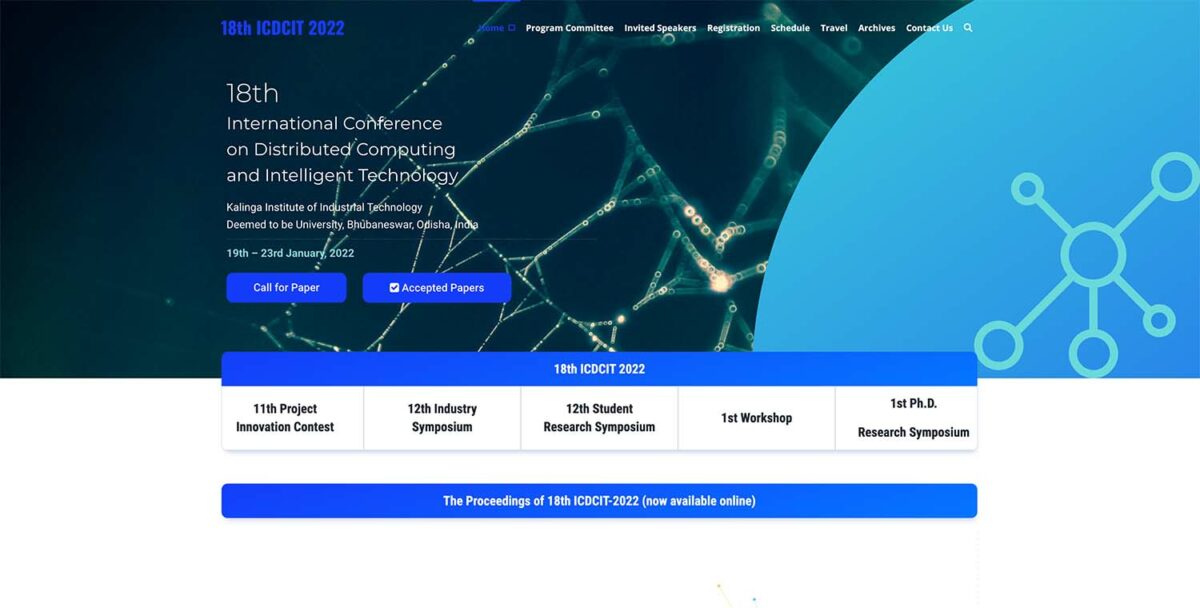 18th ICDCIT 2022
Home Program Committee Invited Speakers Registration Schedule Travel Archives Contact Us
18th
International Conference
on Distributed Computing
and Intelligent Technology
Kalinga Institute of Industrial Technology
Deemed to be University, Bhubaneswar, Odisha, India
19th – 23rd January, 2022
Call for Paper
Accepted Papers
18th ICDCIT 2022
11th Project
Innovation Contest
12th Industry
Symposium
12th Student
Research Symposium
1st Workshop
1st Ph.D.
Research Symposium
The Proceedings of 18th ICDCIT-2022 (now available online)